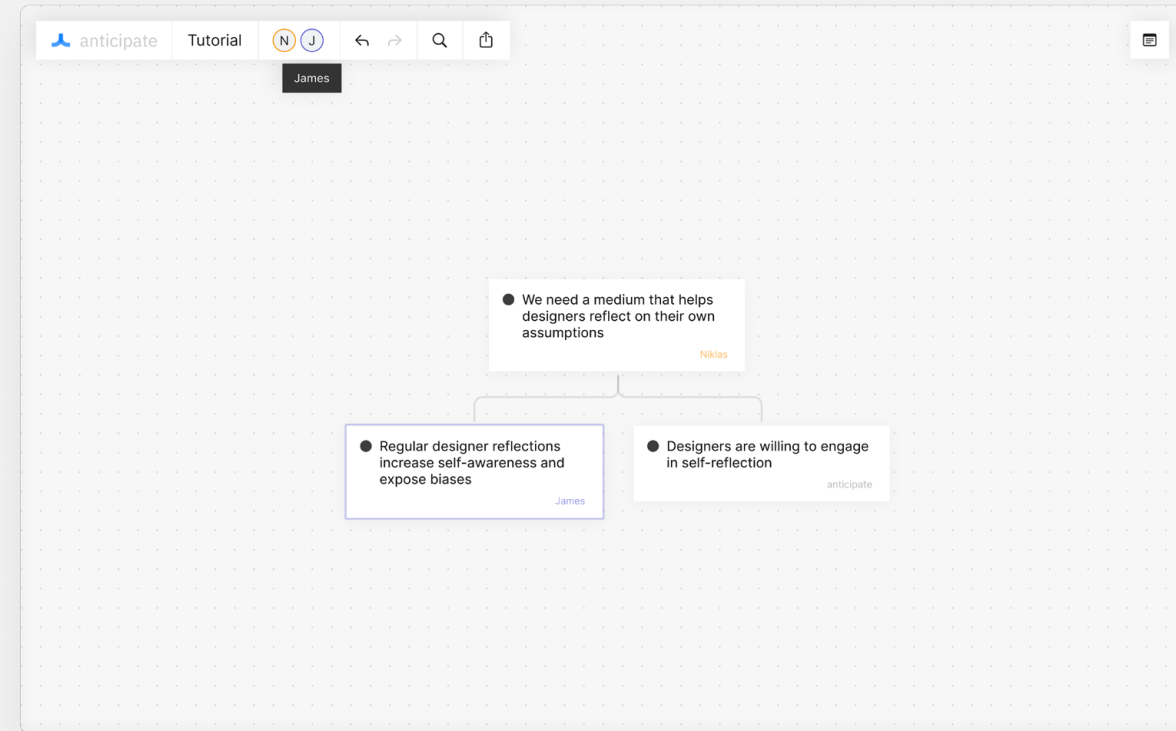 anticipate
Tutorial
N
J
James
We need a medium that helps
designers reflect on their own
assumptions
Niklas
Regular designer reflections
increase self-awareness and
expose biases
James
Designers are willing to engage
in self-reflection
anticipate